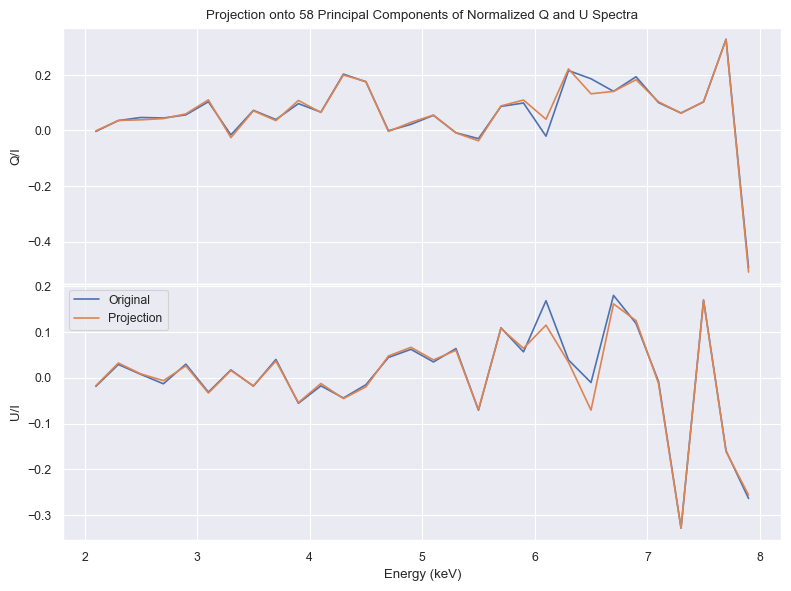 Projection onto 58 Principal Components of Normalized Q and U Spectra
0.2
0.0
−0.2
−0.4
Q/I
0.2
0.1
0.0
−0.1
−0.2
−0.3
U/I
Original
Projection
2
3
4
5
6
7
8
Energy (keV)